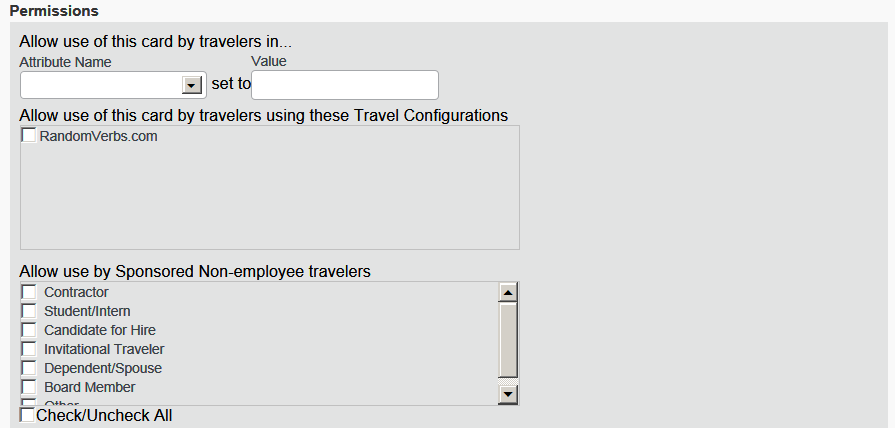 Permissions
Allow use of this card by travelers in...
Attribute Name Value
set to
Allow use of this card by travelers using these Travel Configurations
RandomVerbs.com
Allow use by Sponsored Non-employee travelers
Contractor
Student/Intern
Candidate for Hire
Invitational Traveler
Dependent/Spouse
Board Member
Other
Check/Uncheck All